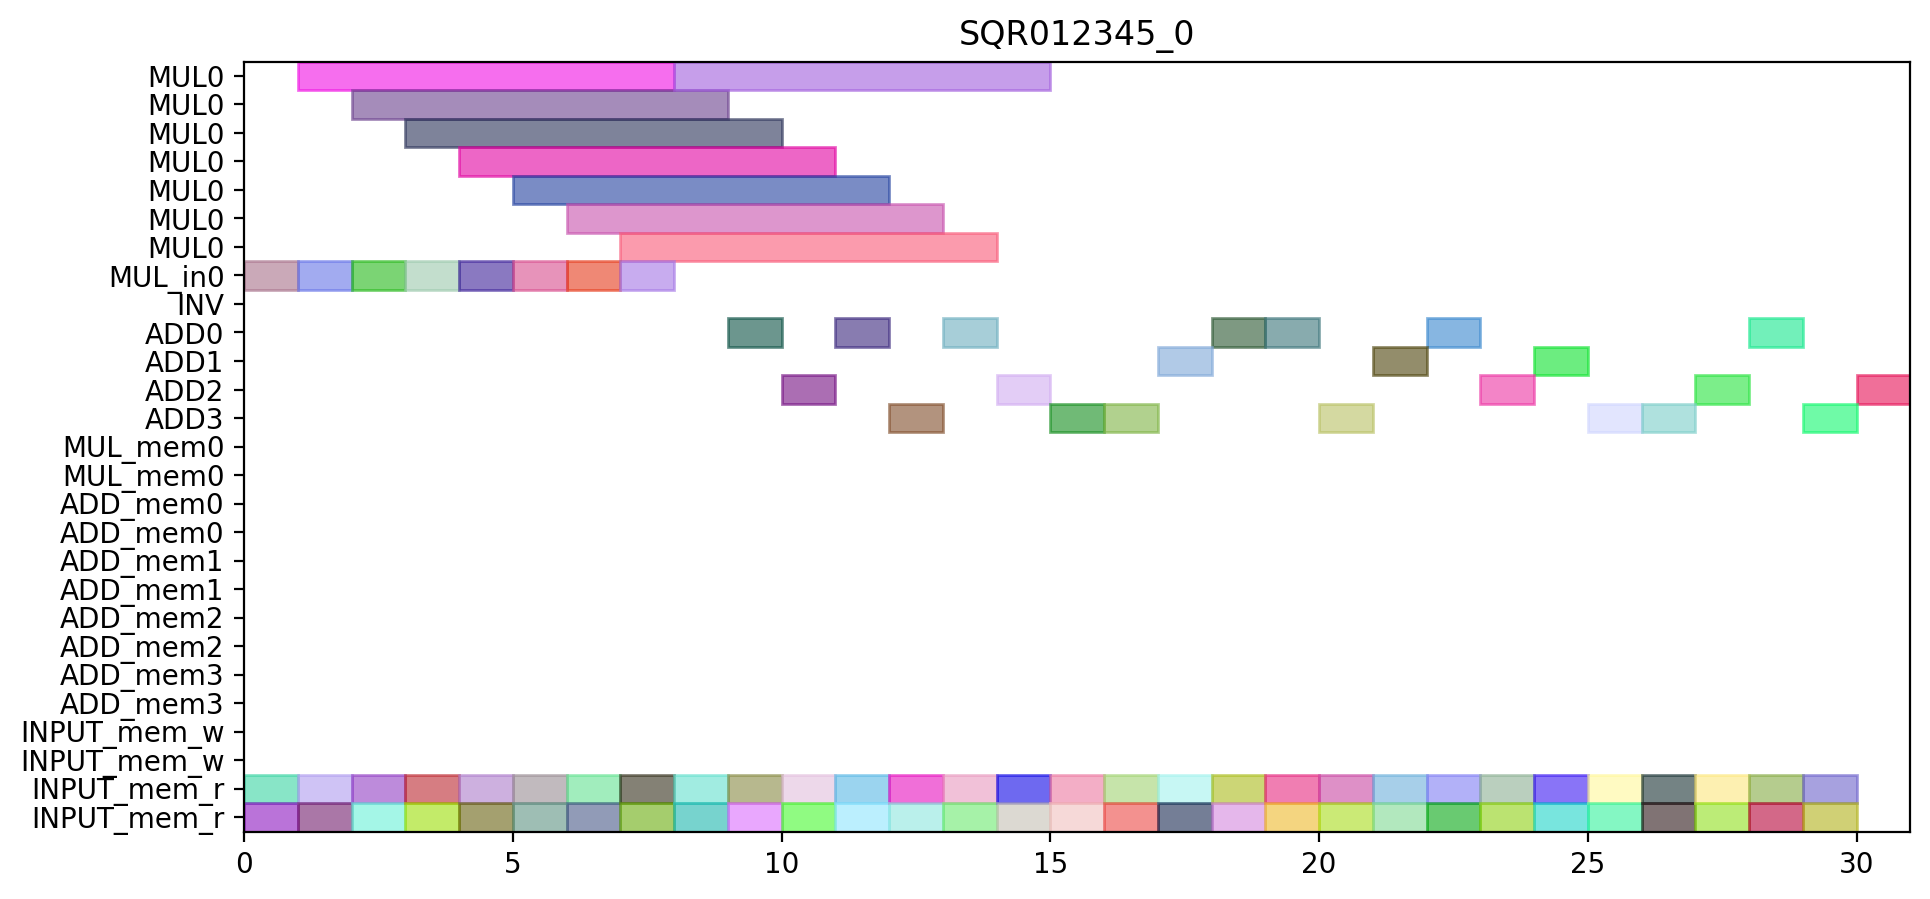 SQR012345_0
MUL0
MUL0
MUL0
MUL0
MUL0
MUL0
MUL0
MUL_in0
INV
ADD0
ADD1
ADD2
ADD3
MUL_mem0
MUL_mem0
ADD_mem0
ADD_mem0
ADD_mem1
ADD_mem1
ADD_mem2
ADD_mem2
ADD_mem3
ADD_mem3
INPUT_mem_w
INPUT_mem_w
INPUT_mem_r
INPUT_mem_r
0 5 10 15 20 25 30